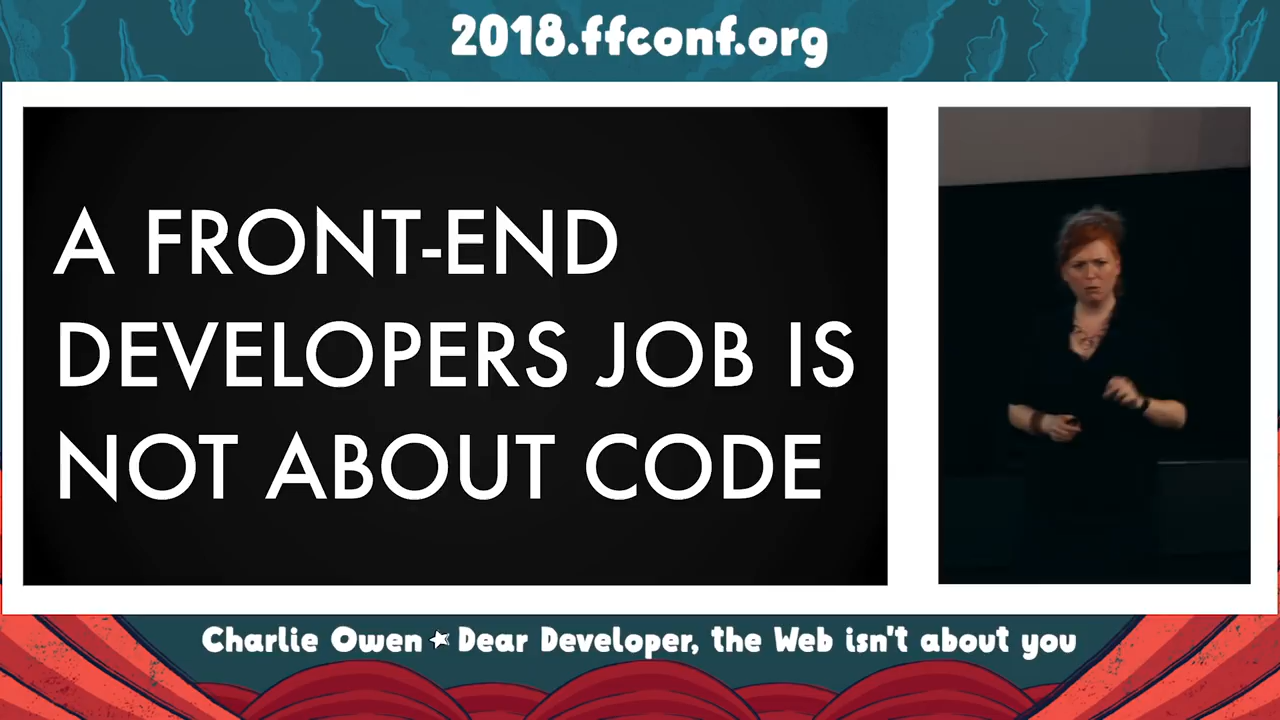 2018.ffconf.org
A FRONT-END
DEVELOPERS JOB IS
NOT ABOUT CODE
Charlie Owen ★ Dear Developer, the Web isn't about you